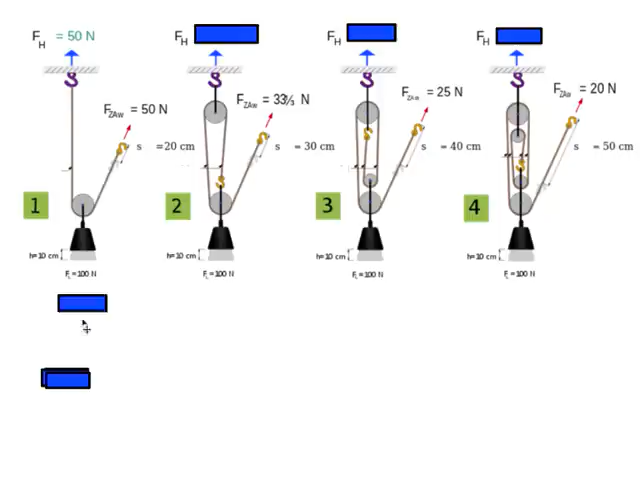 F_H = 50 N
F_H
F_H
F_H
F_ZAw = 50 N
F_ZAw = 33⅓ N
F_ZAw = 25 N
F_ZAw = 20 N
s =20 cm
s = 30 cm
s = 40 cm
s = 50 cm
1
2
3
4
h=10 cm
h=10 cm
h=10 cm
h=10 cm
F_L = 100 N
F_L = 100 N
F_L = 100 N
F_L = 100 N